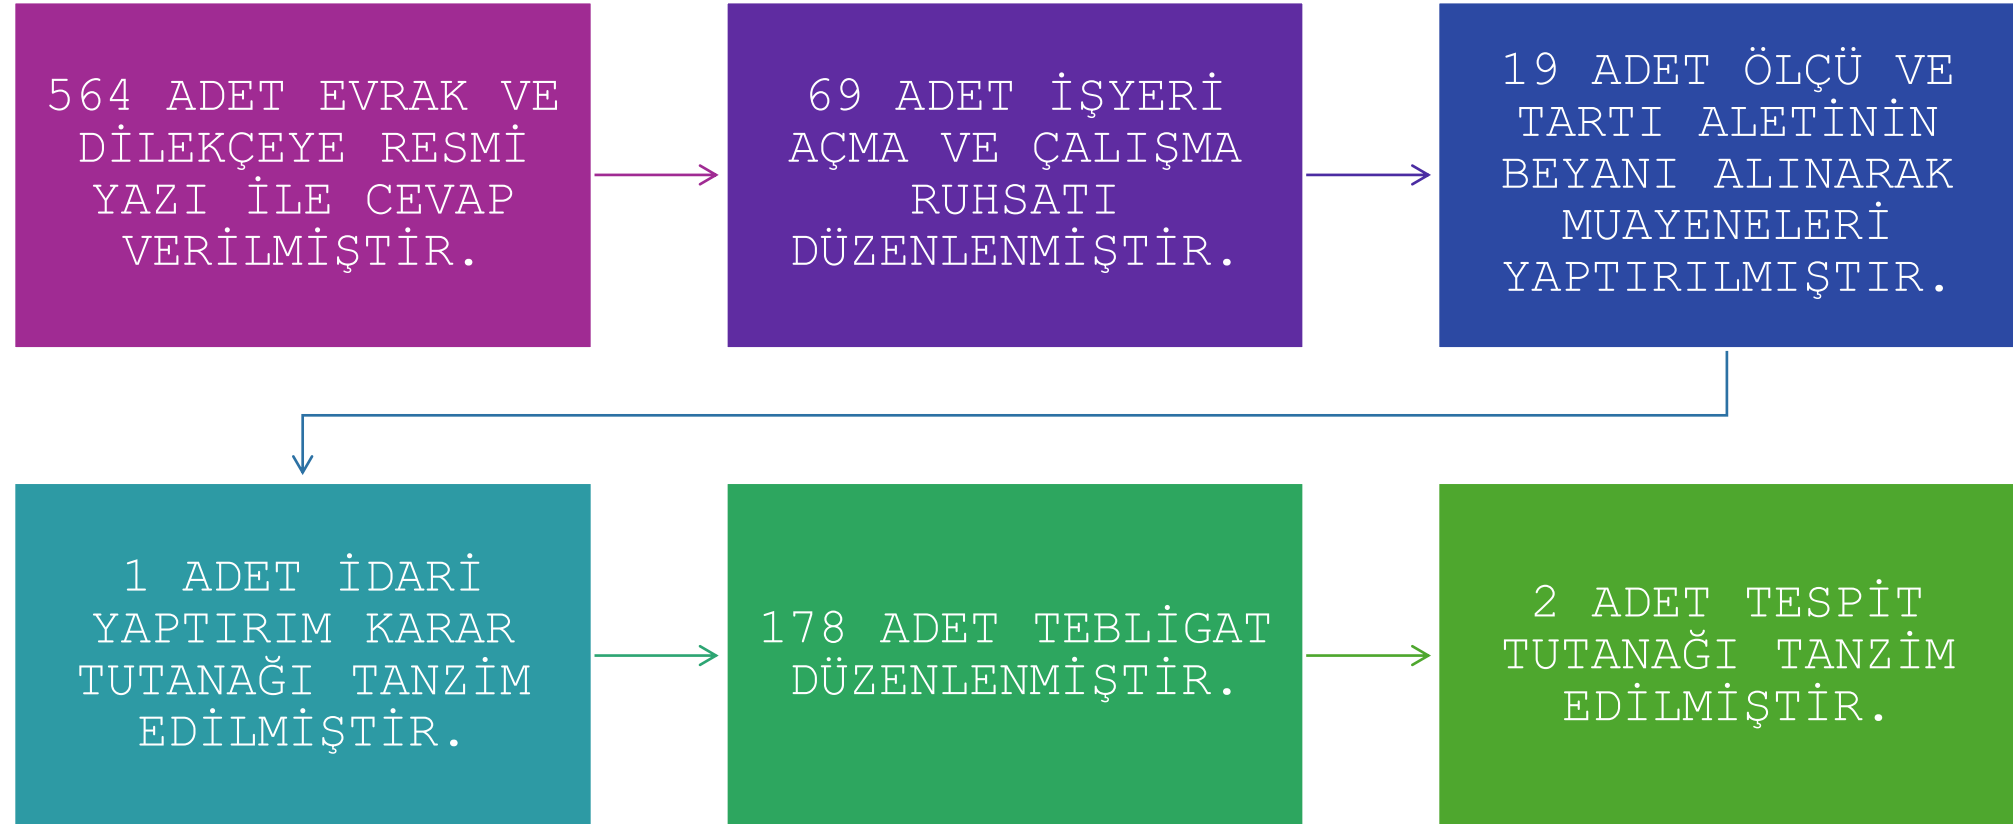 564 ADET EVRAK VE
DİLEKÇEYE RESMİ
YAZI İLE CEVAP
VERİLMİŞTİR.
69 ADET İŞYERİ
AÇMA VE ÇALIŞMA
RUHSATI
DÜZENLENMİŞTİR.
19 ADET ÖLÇÜ VE
TARTI ALETİNİN
BEYANI ALINARAK
MUAYENELERİ
YAPTIRILMIŞTIR.
1 ADET İDARİ
YAPTIRIM KARAR
TUTANAĞI TANZİM
EDİLMİŞTİR.
178 ADET TEBLİGAT
DÜZENLENMİŞTİR.
2 ADET TESPİT
TUTANAĞI TANZİM
EDİLMİŞTİR.